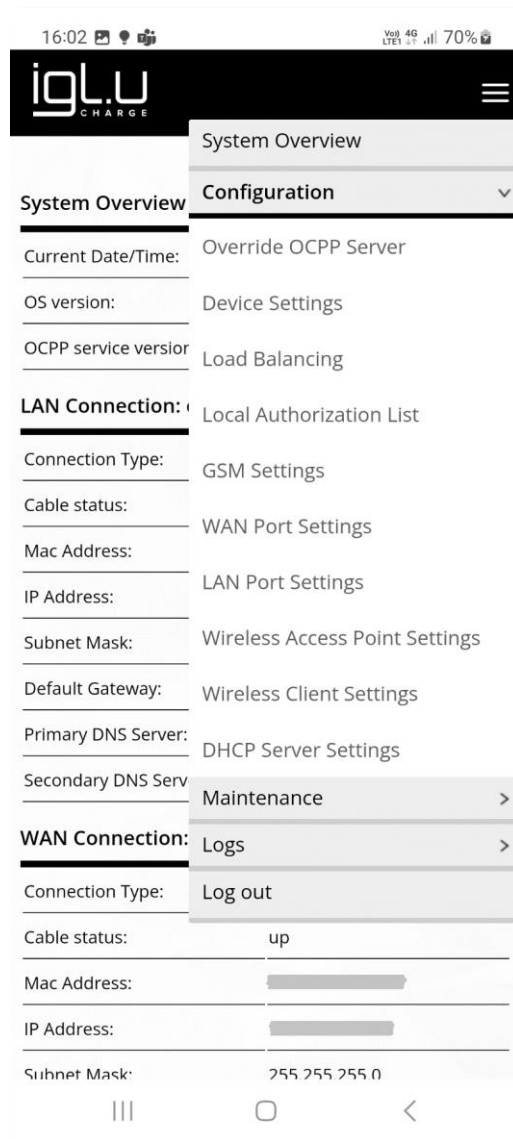 16:02
Voo) 4G 70%
LTE1
igL.U
CHARGE
System Overview
Configuration
Override OCPP Server
Device Settings
Load Balancing
Local Authorization List
GSM Settings
WAN Port Settings
LAN Port Settings
Wireless Access Point Settings
Wireless Client Settings
DHCP Server Settings
Maintenance
Logs
Log out
System Overview
Current Date/Time:
OS version:
OCPP service version
LAN Connection:
Connection Type:
Cable status:
Mac Address:
IP Address:
Subnet Mask:
Default Gateway:
Primary DNS Server:
Secondary DNS Serv
WAN Connection:
Connection Type:
Cable status: up
Mac Address:
IP Address:
Subnet Mask: 255.255.255.0